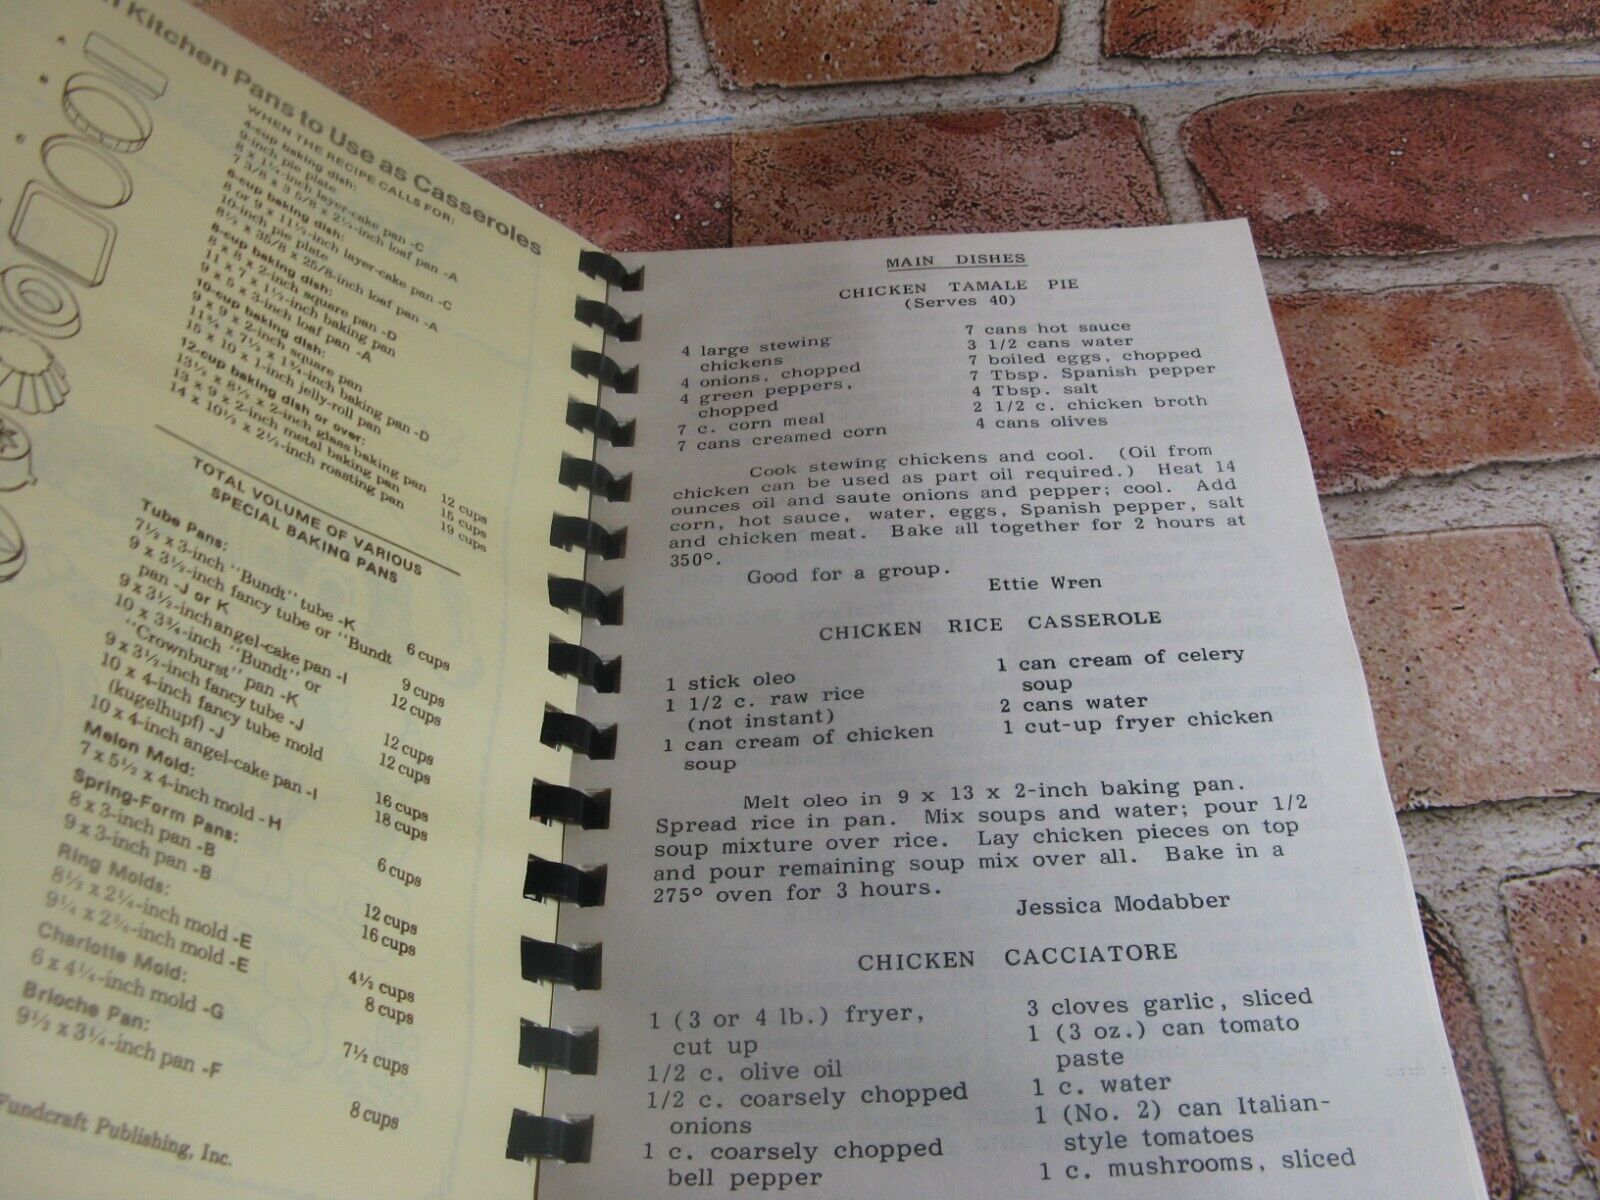 Kitchen Pans to Use as Casseroles
WHEN THE RECIPE CALLS FOR:
4-cup baking dish:
9-inch pie plate
8 x 1¼-inch layer-cake pan -C
7 3/8 x 3 5/8 x 2¼-inch loaf pan -A
6-cup baking dish:
8 or 9 x 1½-inch layer-cake pan -C
10-inch pie plate
8½ x 35/8 x 25/8-inch loaf pan -A
8-cup baking dish:
8 x 8 x 2-inch square pan -D
11 x 7 x 1½-inch baking pan
9 x 5 x 3-inch loaf pan -A
10-cup baking dish:
9 x 9 x 2-inch square pan
11¾ x 7½ x 1¾-inch baking pan -D
15 x 10 x 1-inch jelly-roll pan
12-cup baking dish or over:
13½ x 8½ x 2-inch glass baking pan 12 cups
13 x 9 x 2-inch metal baking pan 15 cups
14 x 10½ x 2½-inch roasting pan 19 cups
TOTAL VOLUME OF VARIOUS
SPECIAL BAKING PANS
Tube Pans:
7½ x 3-inch "Bundt" tube -K 6 cups
9 x 3½-inch fancy tube or "Bundt
pan -J or K 9 cups
9 x 3½-inch angel-cake pan -I 12 cups
10 x 3¾-inch "Bundt" or
"Crownburst" pan -K 12 cups
9 x 3½-inch fancy tube -J 12 cups
10 x 4-inch fancy tube mold
(kugelhupf) -J 16 cups
10 x 4-inch angel-cake pan -I 18 cups
Melon Mold:
7 x 5½ x 4-inch mold -H 6 cups
Spring-Form Pans:
8 x 3-inch pan -B 12 cups
9 x 3-inch pan -B 16 cups
Ring Molds:
8½ x 2¼-inch mold -E 4½ cups
9¼ x 2¾-inch mold -E 8 cups
Charlotte Mold:
6 x 4¼-inch mold -G 7½ cups
Brioche Pan:
9½ x 3¼-inch pan -F 8 cups
Fundcraft Publishing, Inc.
A
B
C
MAIN DISHES
CHICKEN TAMALE PIE
(Serves 40)
4 large stewing
chickens
4 onions, chopped
4 green peppers,
chopped
7 c. corn meal
7 cans creamed corn
7 cans hot sauce
3 1/2 cans water
7 boiled eggs, chopped
7 Tbsp. Spanish pepper
4 Tbsp. salt
2 1/2 c. chicken broth
4 cans olives
Cook stewing chickens and cool. (Oil from
chicken can be used as part oil required.) Heat 14
ounces oil and saute onions and pepper; cool. Add
corn, hot sauce, water, eggs, Spanish pepper, salt
and chicken meat. Bake all together for 2 hours at
350°.
Good for a group.
Ettie Wren
CHICKEN RICE CASSEROLE
1 stick oleo
1 1/2 c. raw rice
(not instant)
1 can cream of chicken
soup
1 can cream of celery
soup
2 cans water
1 cut-up fryer chicken
Melt oleo in 9 x 13 x 2-inch baking pan.
Spread rice in pan. Mix soups and water; pour 1/2
soup mixture over rice. Lay chicken pieces on top
and pour remaining soup mix over all. Bake in a
275° oven for 3 hours.
Jessica Modabber
CHICKEN CACCIATORE
1 (3 or 4 lb.) fryer,
cut up
1/2 c. olive oil
1/2 c. coarsely chopped
onions
1 c. coarsely chopped
bell pepper
3 cloves garlic, sliced
1 (3 oz.) can tomato
paste
1 c. water
1 (No. 2) can Italian-
style tomatoes
1 c. mushrooms, sliced